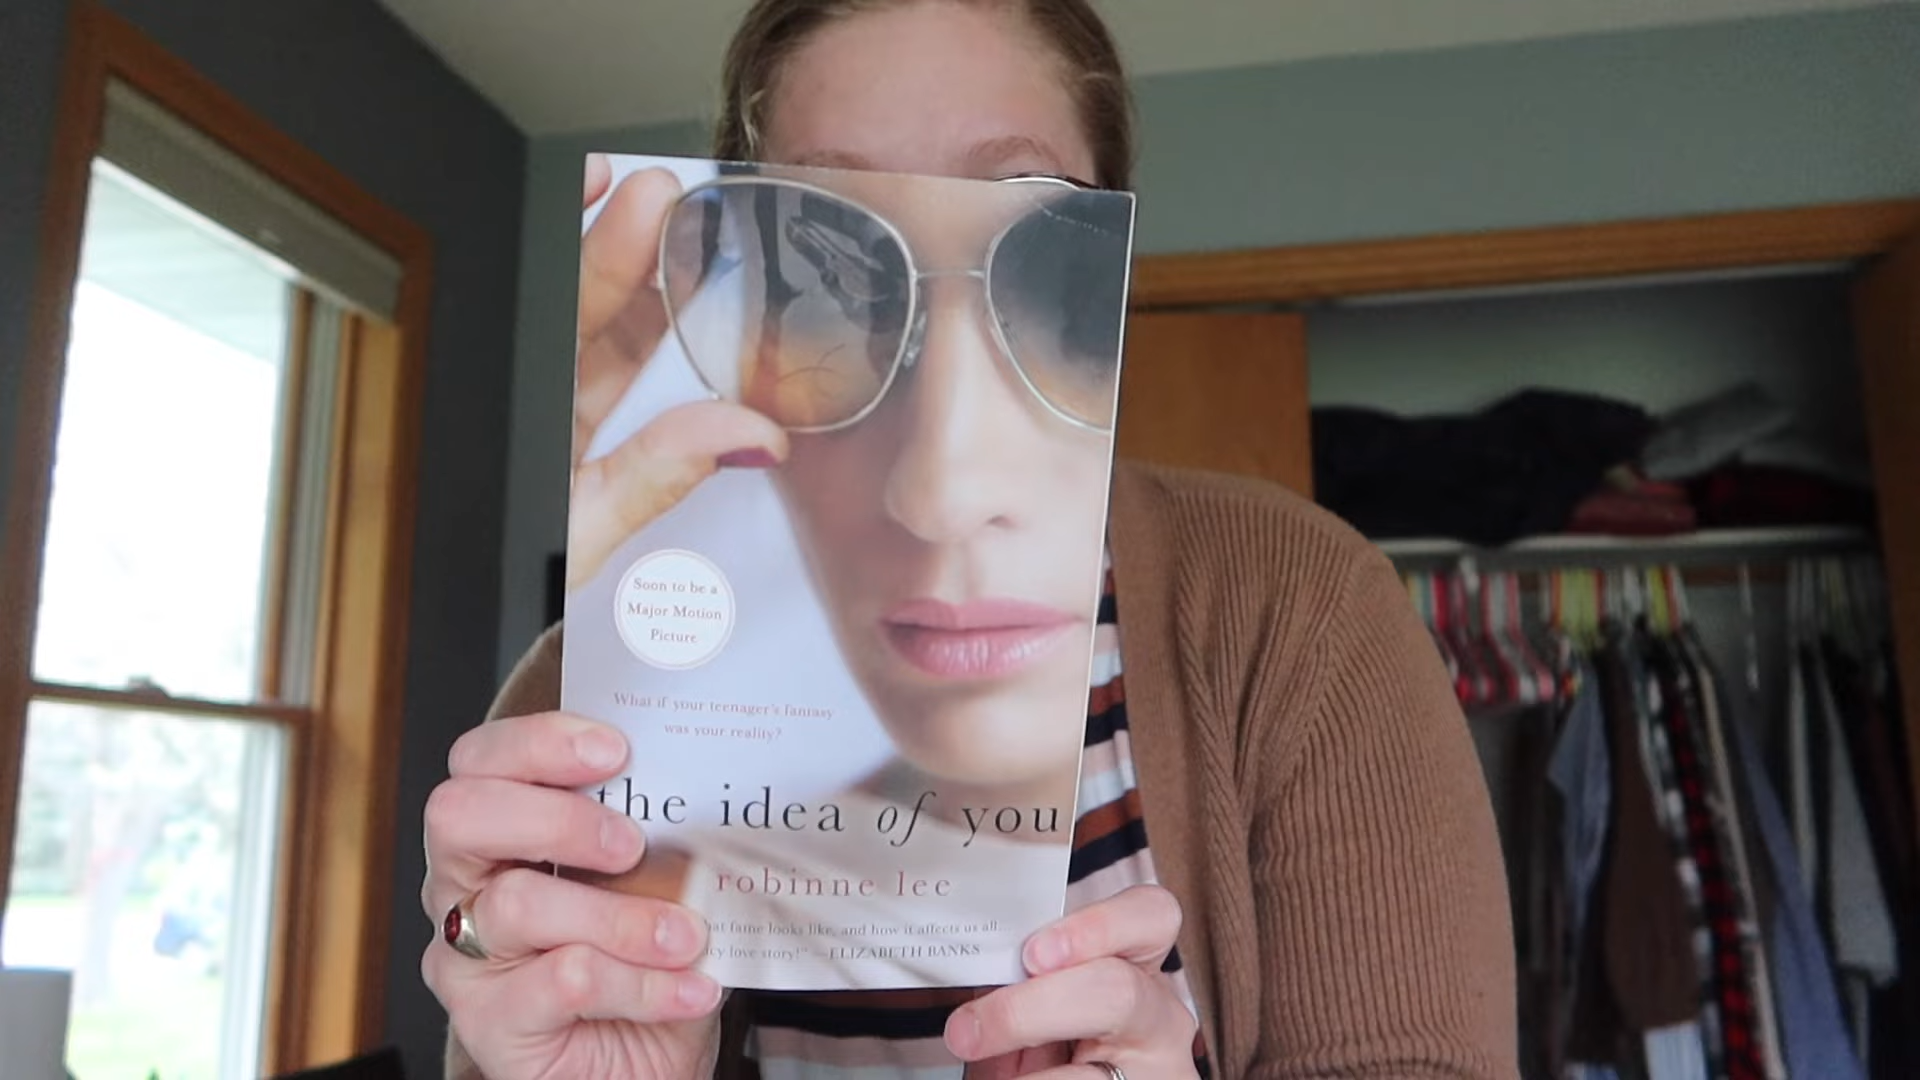 Soon to be a
Major Motion
Picture
What if your teenager's fantasy
was your reality?
the idea of you
robinne lee
fame looks like, and how it affects us all...
love story!" —ELIZABETH BANKS